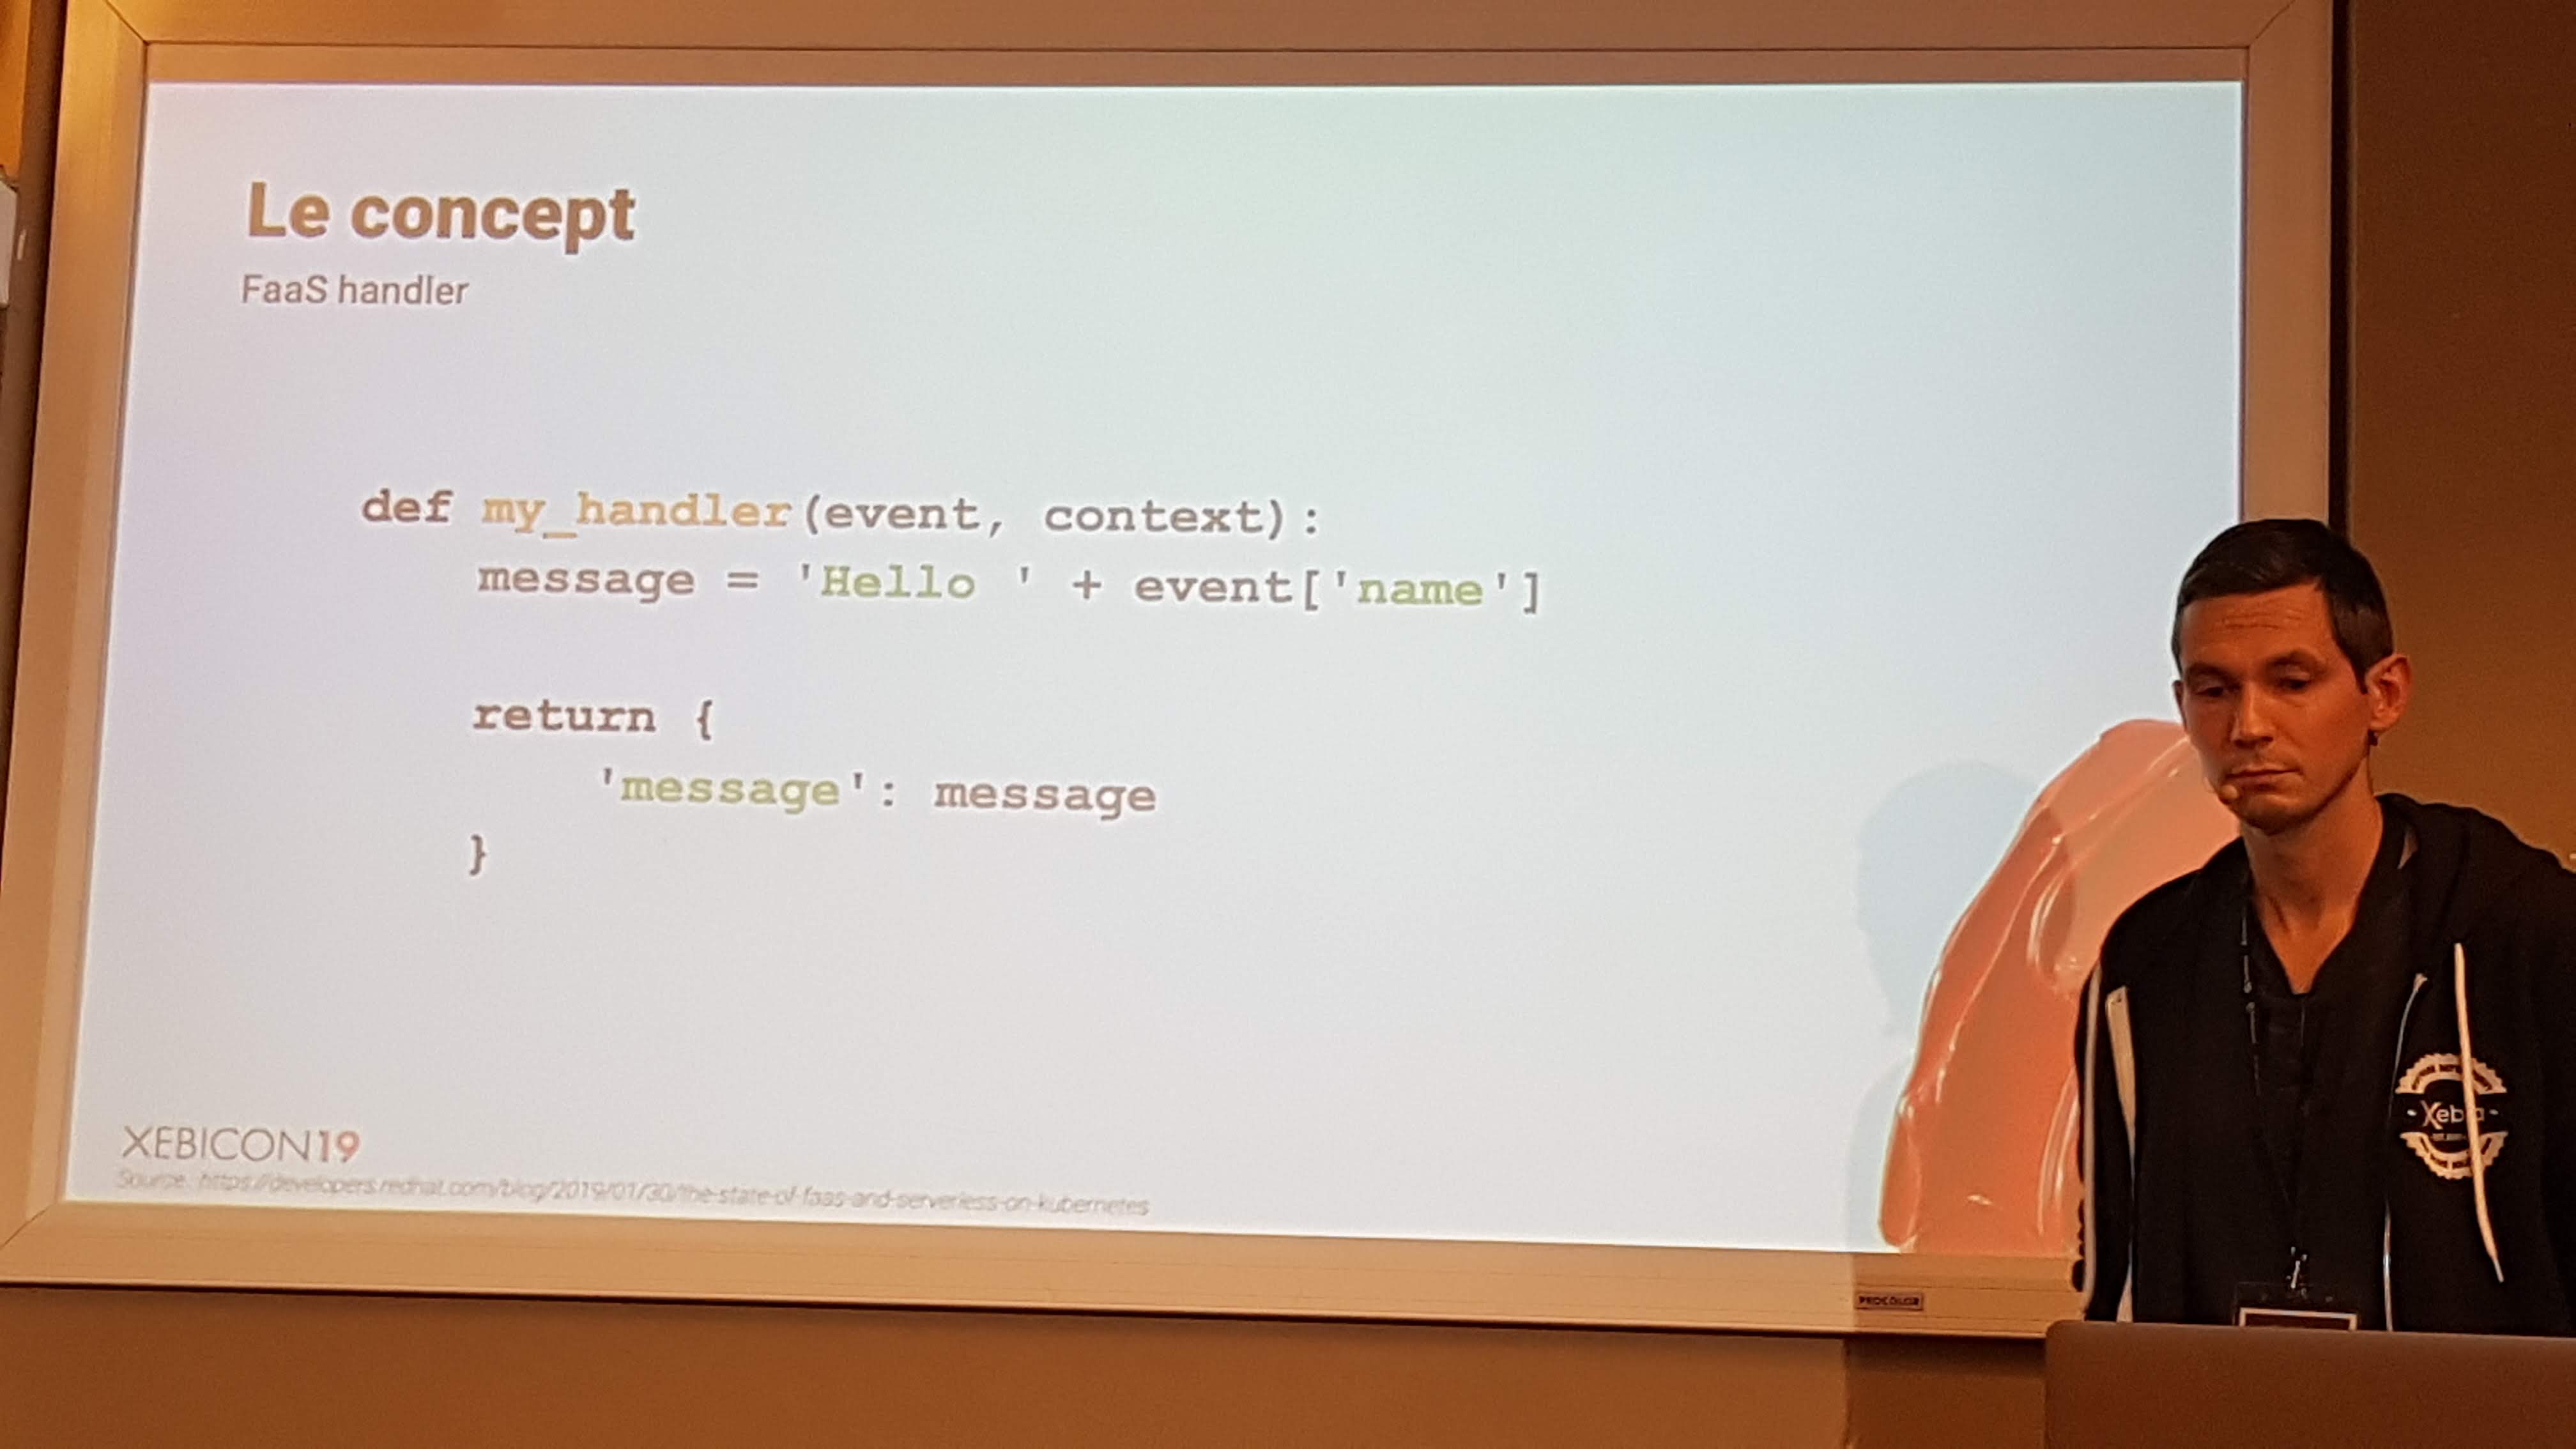 Le concept
FaaS handler
def my_handler(event, context):
message = 'Hello ' + event['name']
return {
'message': message
}
XEBICON19
Source: https://developers.redhat.com/blog/2019/01/30/the-state-of-faas-and-serverless-on-kubernetes
PROCOLOR
Xebia